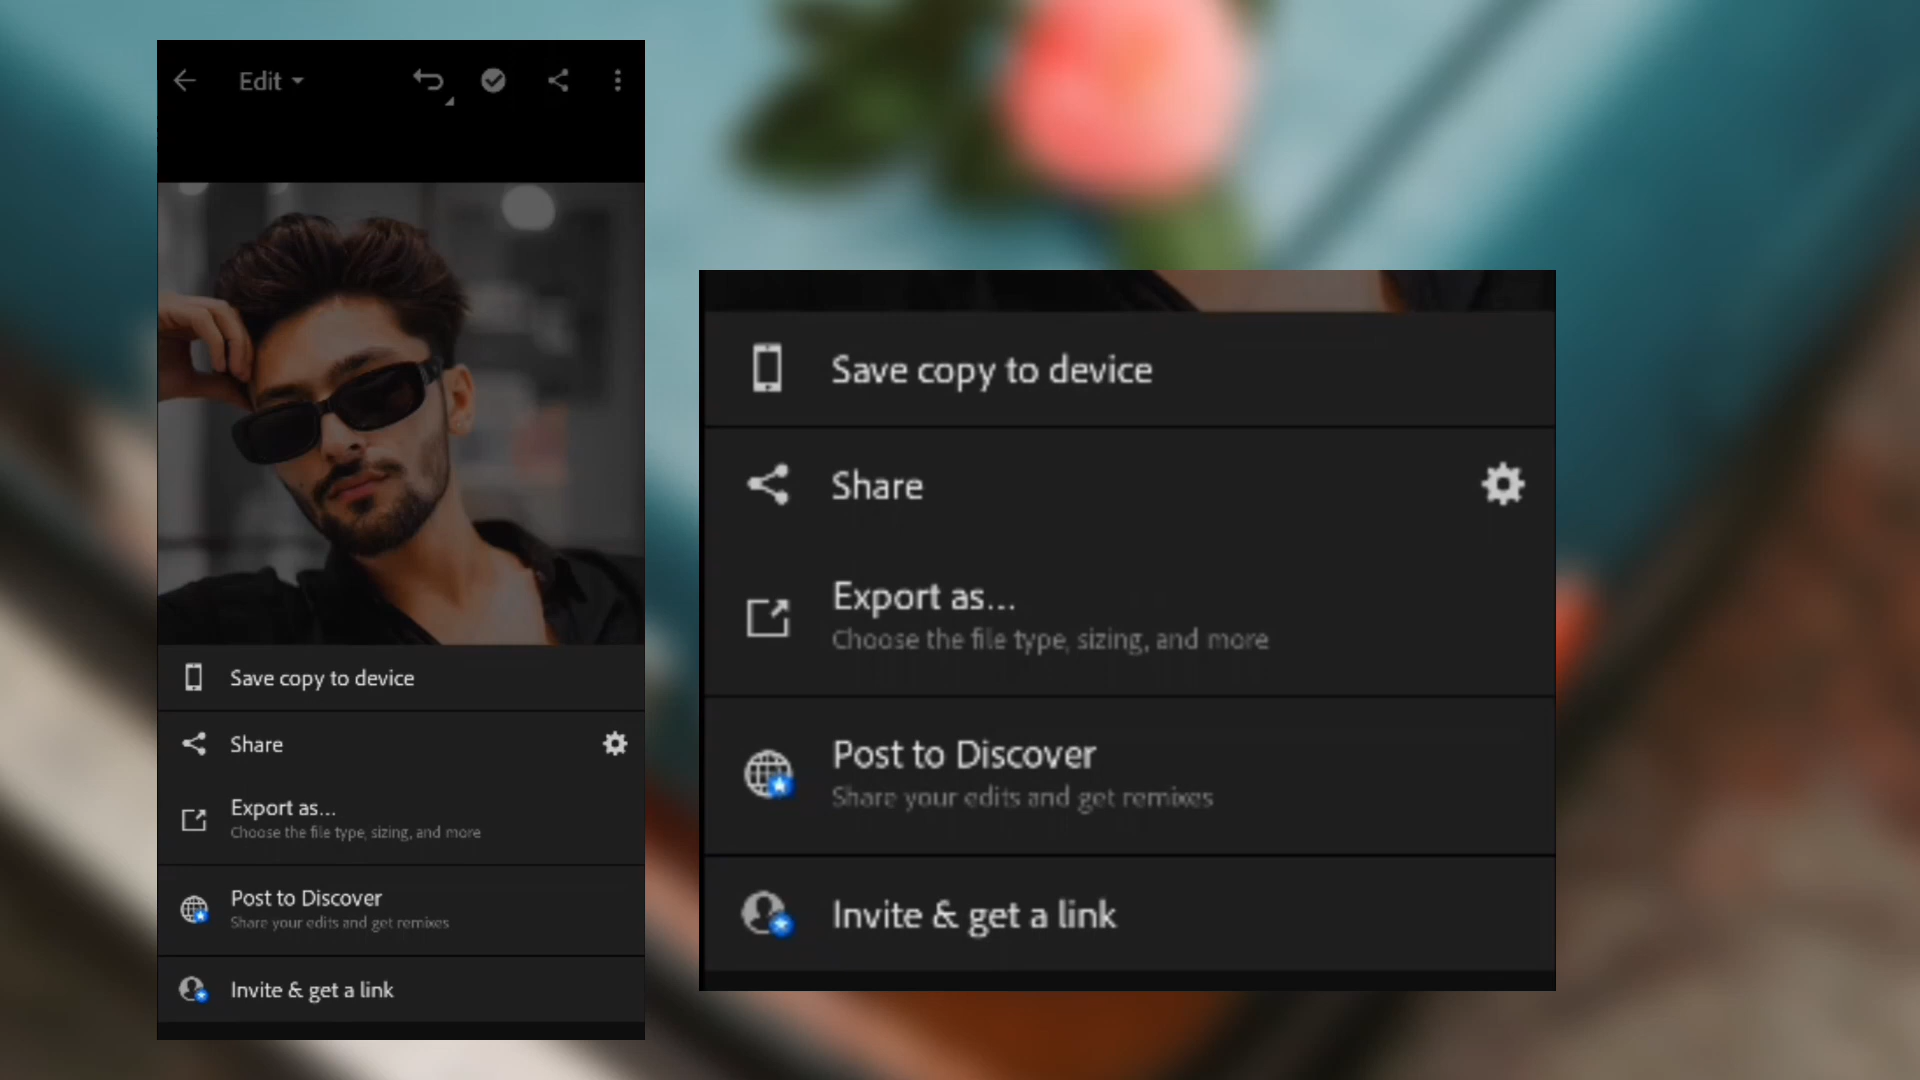 Edit
Save copy to device
Share
Export as...
Choose the file type, sizing, and more
Post to Discover
Share your edits and get remixes
Invite & get a link
Save copy to device
Share
Export as...
Choose the file type, sizing, and more
Post to Discover
Share your edits and get remixes
Invite & get a link